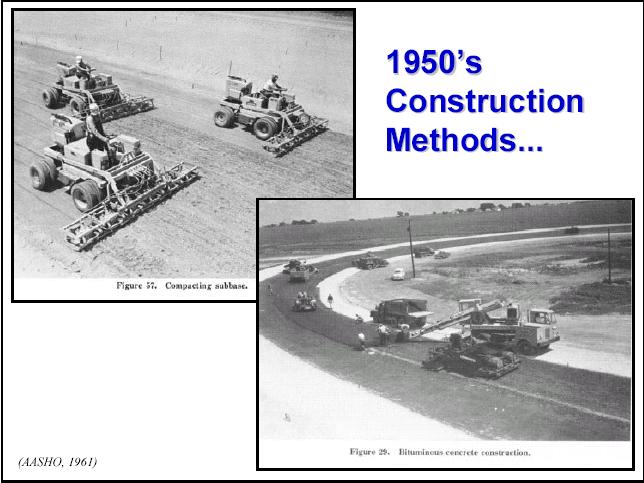 1950's
Construction
Methods...
Figure 57. Compacting subbase.
Figure 29. Bituminous concrete construction.
(AASHO, 1961)